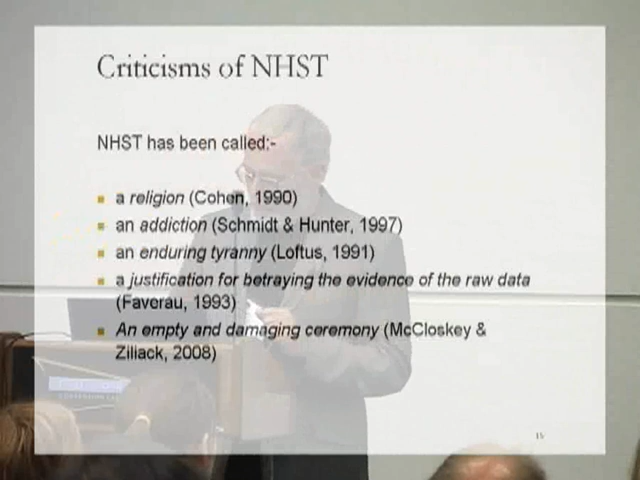 Criticisms of NHST
NHST has been called:-
a religion (Cohen, 1990)
an addiction (Schmidt & Hunter, 1997)
an enduring tyranny (Loftus, 1991)
a justification for betraying the evidence of the raw data
(Faverau, 1993)
An empty and damaging ceremony (McCloskey &
Ziliack, 2008)